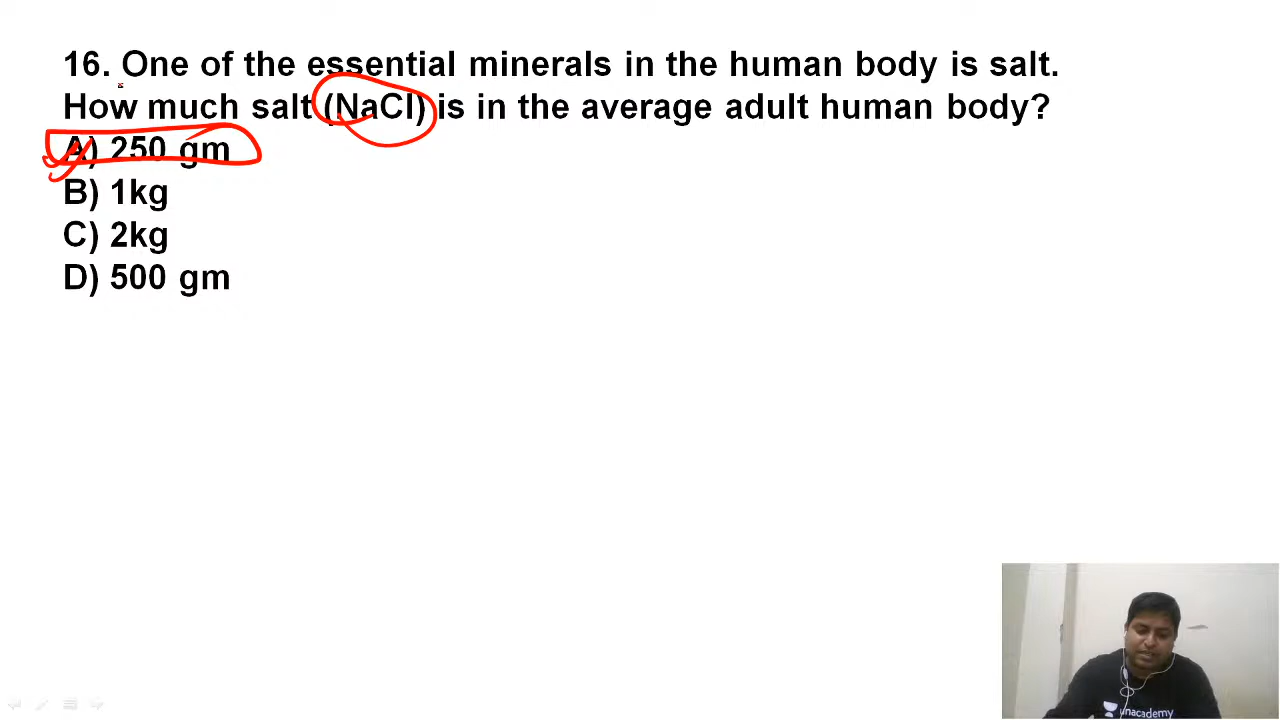 16. One of the essential minerals in the human body is salt.
How much salt (NaCl) is in the average adult human body?
A) 250 gm
B) 1kg
C) 2kg
D) 500 gm
unacademy